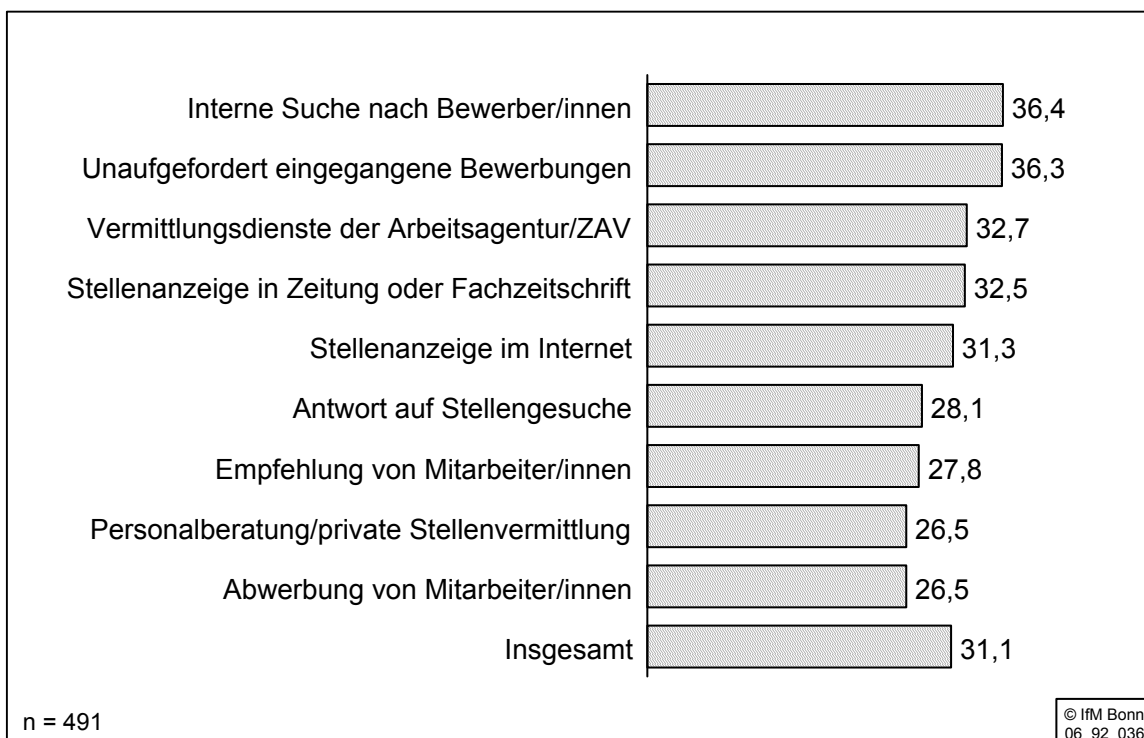 Interne Suche nach Bewerber/innen 36,4
Unaufgefordert eingegangene Bewerbungen 36,3
Vermittlungsdienste der Arbeitsagentur/ZAV 32,7
Stellenanzeige in Zeitung oder Fachzeitschrift 32,5
Stellenanzeige im Internet 31,3
Antwort auf Stellengesuche 28,1
Empfehlung von Mitarbeiter/innen 27,8
Personalberatung/private Stellenvermittlung 26,5
Abwerbung von Mitarbeiter/innen 26,5
Insgesamt 31,1
n = 491
© IfM Bonn
06 92 036